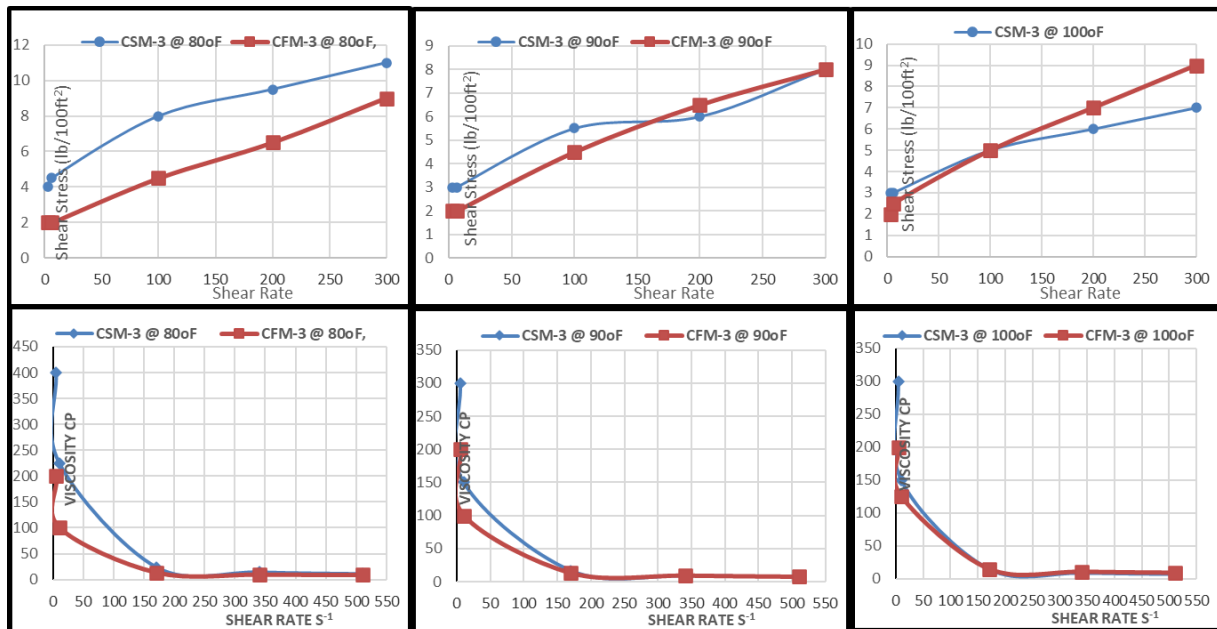 CSM-3 @ 80oF CFM-3 @ 80oF,
12
10
8
6
4
2
0
Shear Stress (lb/100ft²)
0 50 100 150 200 250 300
Shear Rate
CSM-3 @ 90oF CFM-3 @ 90oF
9
8
7
6
5
4
3
2
1
0
Shear Stress (lb/100ft²)
0 50 100 150 200 250 300
Shear Rate
CSM-3 @ 100oF
10
9
8
7
6
5
4
3
2
1
0
Shear Stress (lb/100ft²)
0 50 100 150 200 250 300
Shear Rate
CSM-3 @ 80oF CFM-3 @ 80oF,
450
400
350
300
250
200
150
100
50
0
VISCOSITY CP
0 50 100 150 200 250 300 350 400 450 500 550
SHEAR RATE S⁻¹
CSM-3 @ 90oF CFM-3 @ 90oF
350
300
250
200
150
100
50
0
VISCOSITY CP
0 50 100 150 200 250 300 350 400 450 500 550
SHEAR RATE S⁻¹
CSM-3 @ 100oF CFM-3 @ 100oF
350
300
250
200
150
100
50
0
VISCOSITY CP
0 50 100 150 200 250 300 350 400 450 500 550
SHEAR RATE S⁻¹